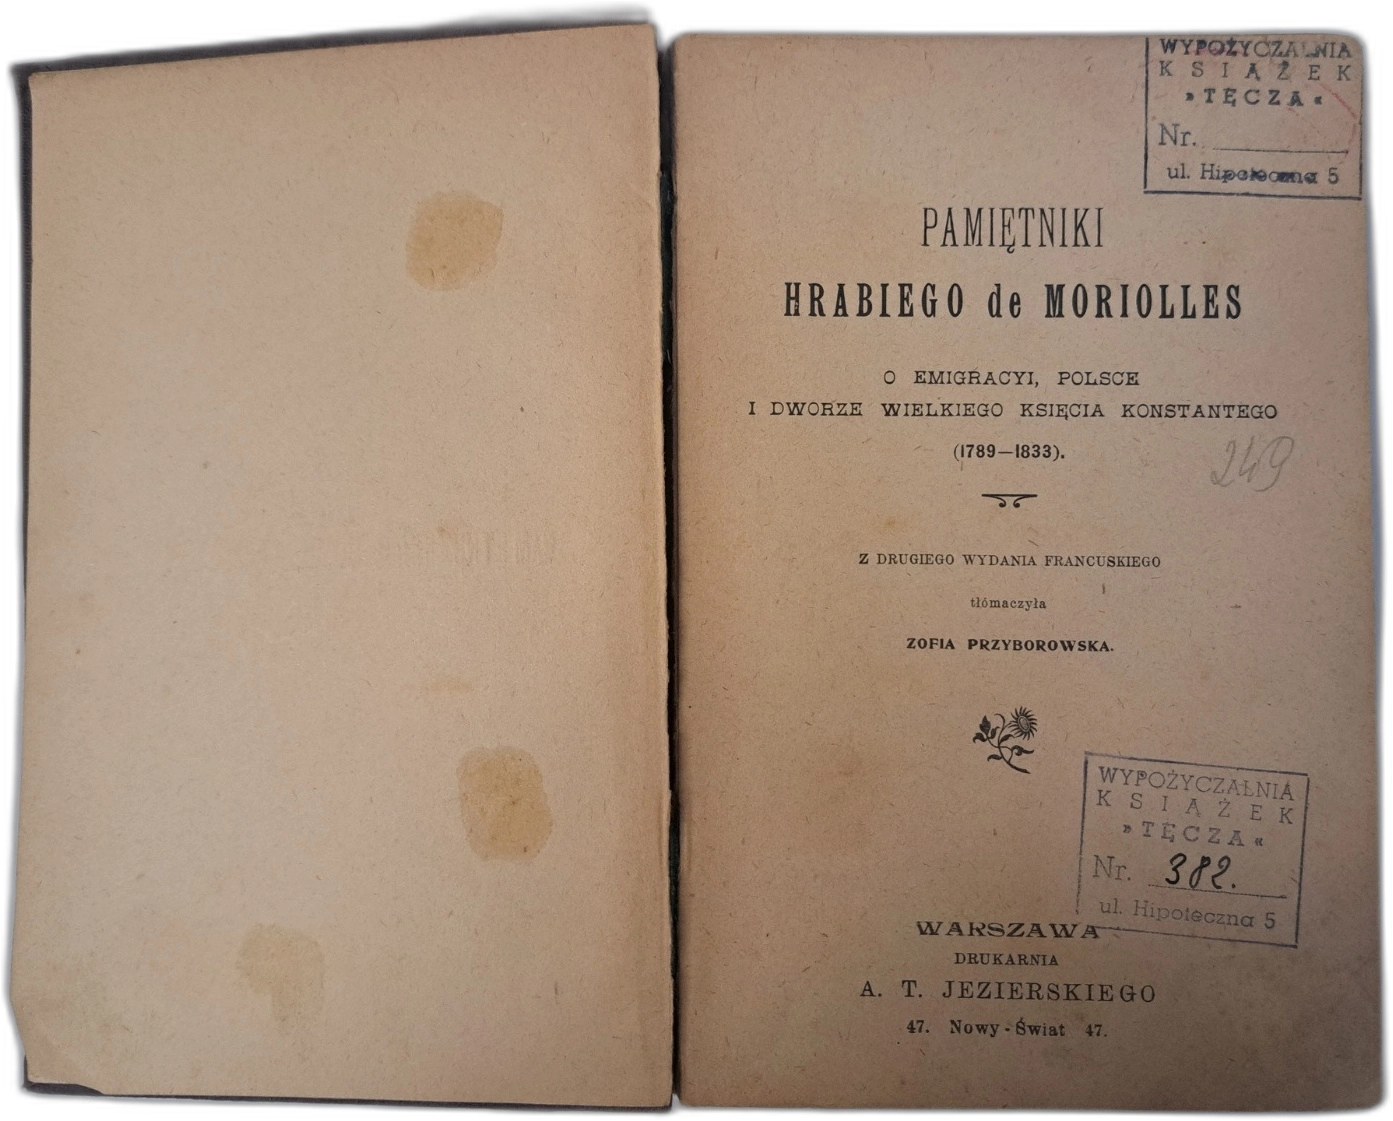 WYPOŻYCZALNIA
KSIĄŻEK
»TĘCZA«
Nr.
ul. Hipoteczna 5
PAMIĘTNIKI
HRABIEGO de MORIOLLES
O EMIGRACYI, POLSCE
I DWORZE WIELKIEGO KSIĘCIA KONSTANTEGO
(1789—1833).
249
Z DRUGIEGO WYDANIA FRANCUSKIEGO
tłómaczyła
ZOFIA PRZYBOROWSKA.
WYPOŻYCZALNIA
KSIĄŻEK
»TĘCZA«
Nr. 382.
ul. Hipoteczna 5
WARSZAWA
DRUKARNIA
A. T. JEZIERSKIEGO
47. Nowy-Świat 47.